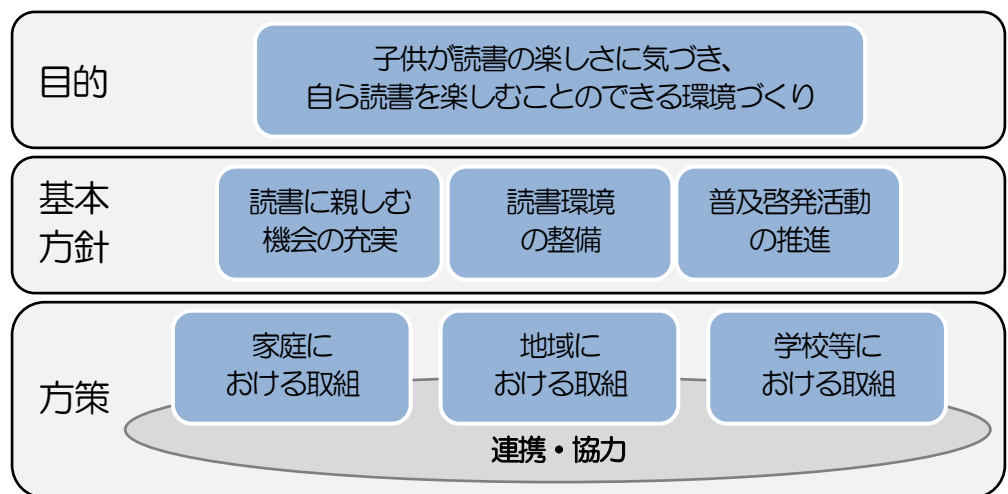 目的
子供が読書の楽しさに気づき、
自ら読書を楽しむことのできる環境づくり
基本
方針
読書に親しむ
機会の充実
読書環境
の整備
普及啓発活動
の推進
方策
家庭に
おける取組
地域に
おける取組
学校等に
おける取組
連携・協力